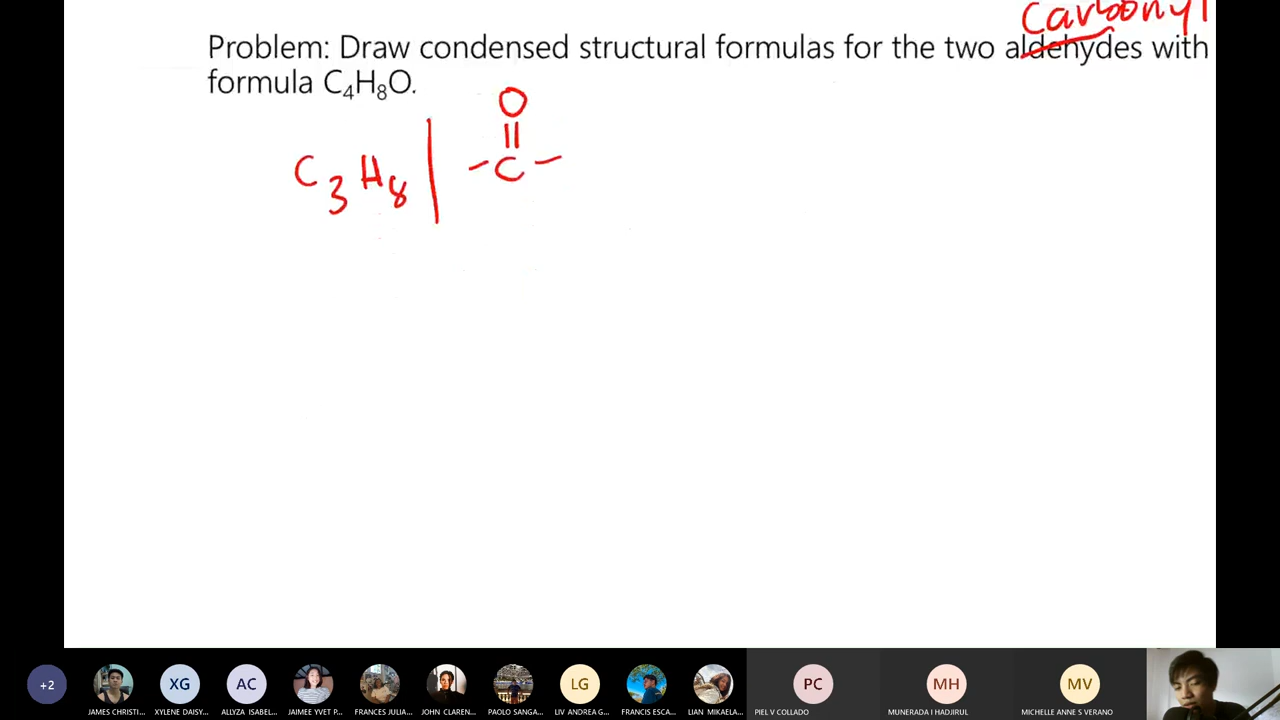 Carbonyl
Problem: Draw condensed structural formulas for the two aldehydes with
formula C₄H₈O.
O
C₃H₈ | -C-
+2
XG
AC
LG
PC
MH
MV
JAMES CHRISTI...
XYLENE DAISY...
ALLYZA ISABEL...
JAIMEE YVET P...
FRANCES JULIA...
JOHN CLAREN...
PAOLO SANGA...
LIV ANDREA G...
FRANCIS ESCA...
LIAN MIKAELA...
PIEL V COLLADO
MUNERADA I HADJIRUL
MICHELLE ANNE S VERANO